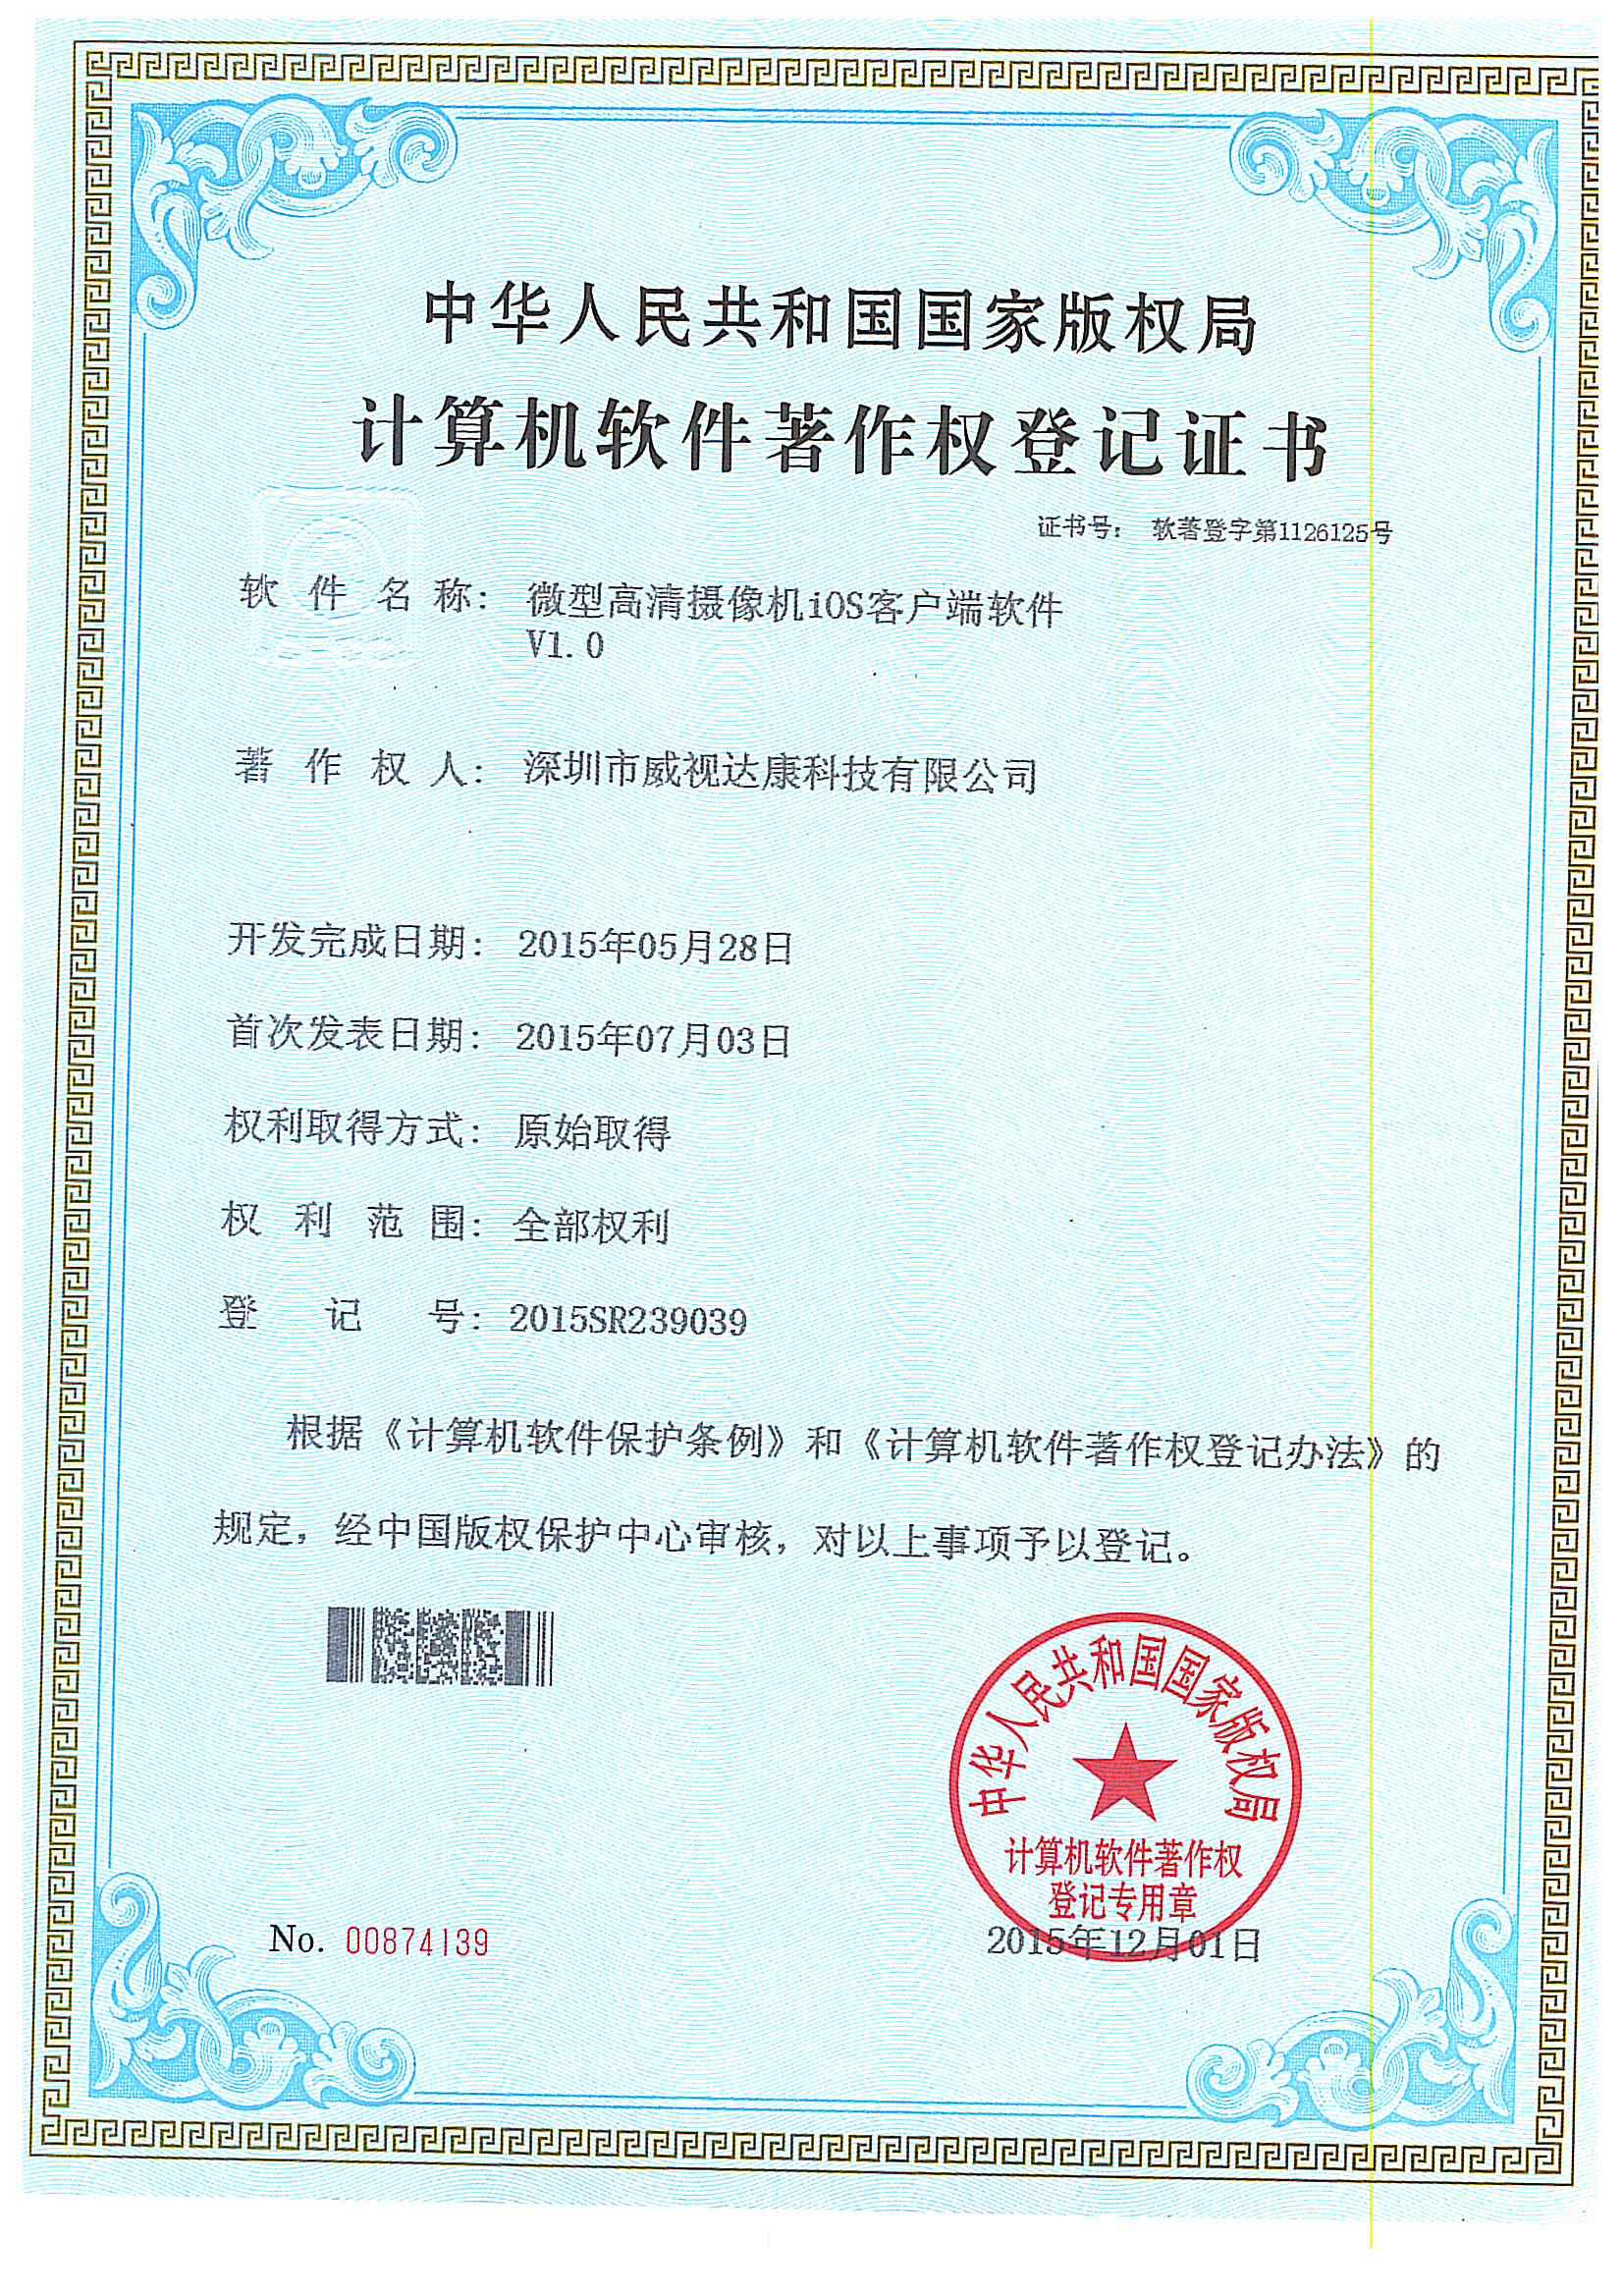 中华人民共和国国家版权局
计算机软件著作权登记证书
证书号： 软著登字第1126125号
软件名称： 微型高清摄像机iOS客户端软件
V1.0
著作权人： 深圳市威视达康科技有限公司
开发完成日期： 2015年05月28日
首次发表日期： 2015年07月03日
权利取得方式： 原始取得
权利范围： 全部权利
登记号： 2015SR239039
根据《计算机软件保护条例》和《计算机软件著作权登记办法》的
规定，经中国版权保护中心审核，对以上事项予以登记。
中华人民共和国国家版权局
计算机软件著作权
登记专用章
No. 00874139
2015年12月01日